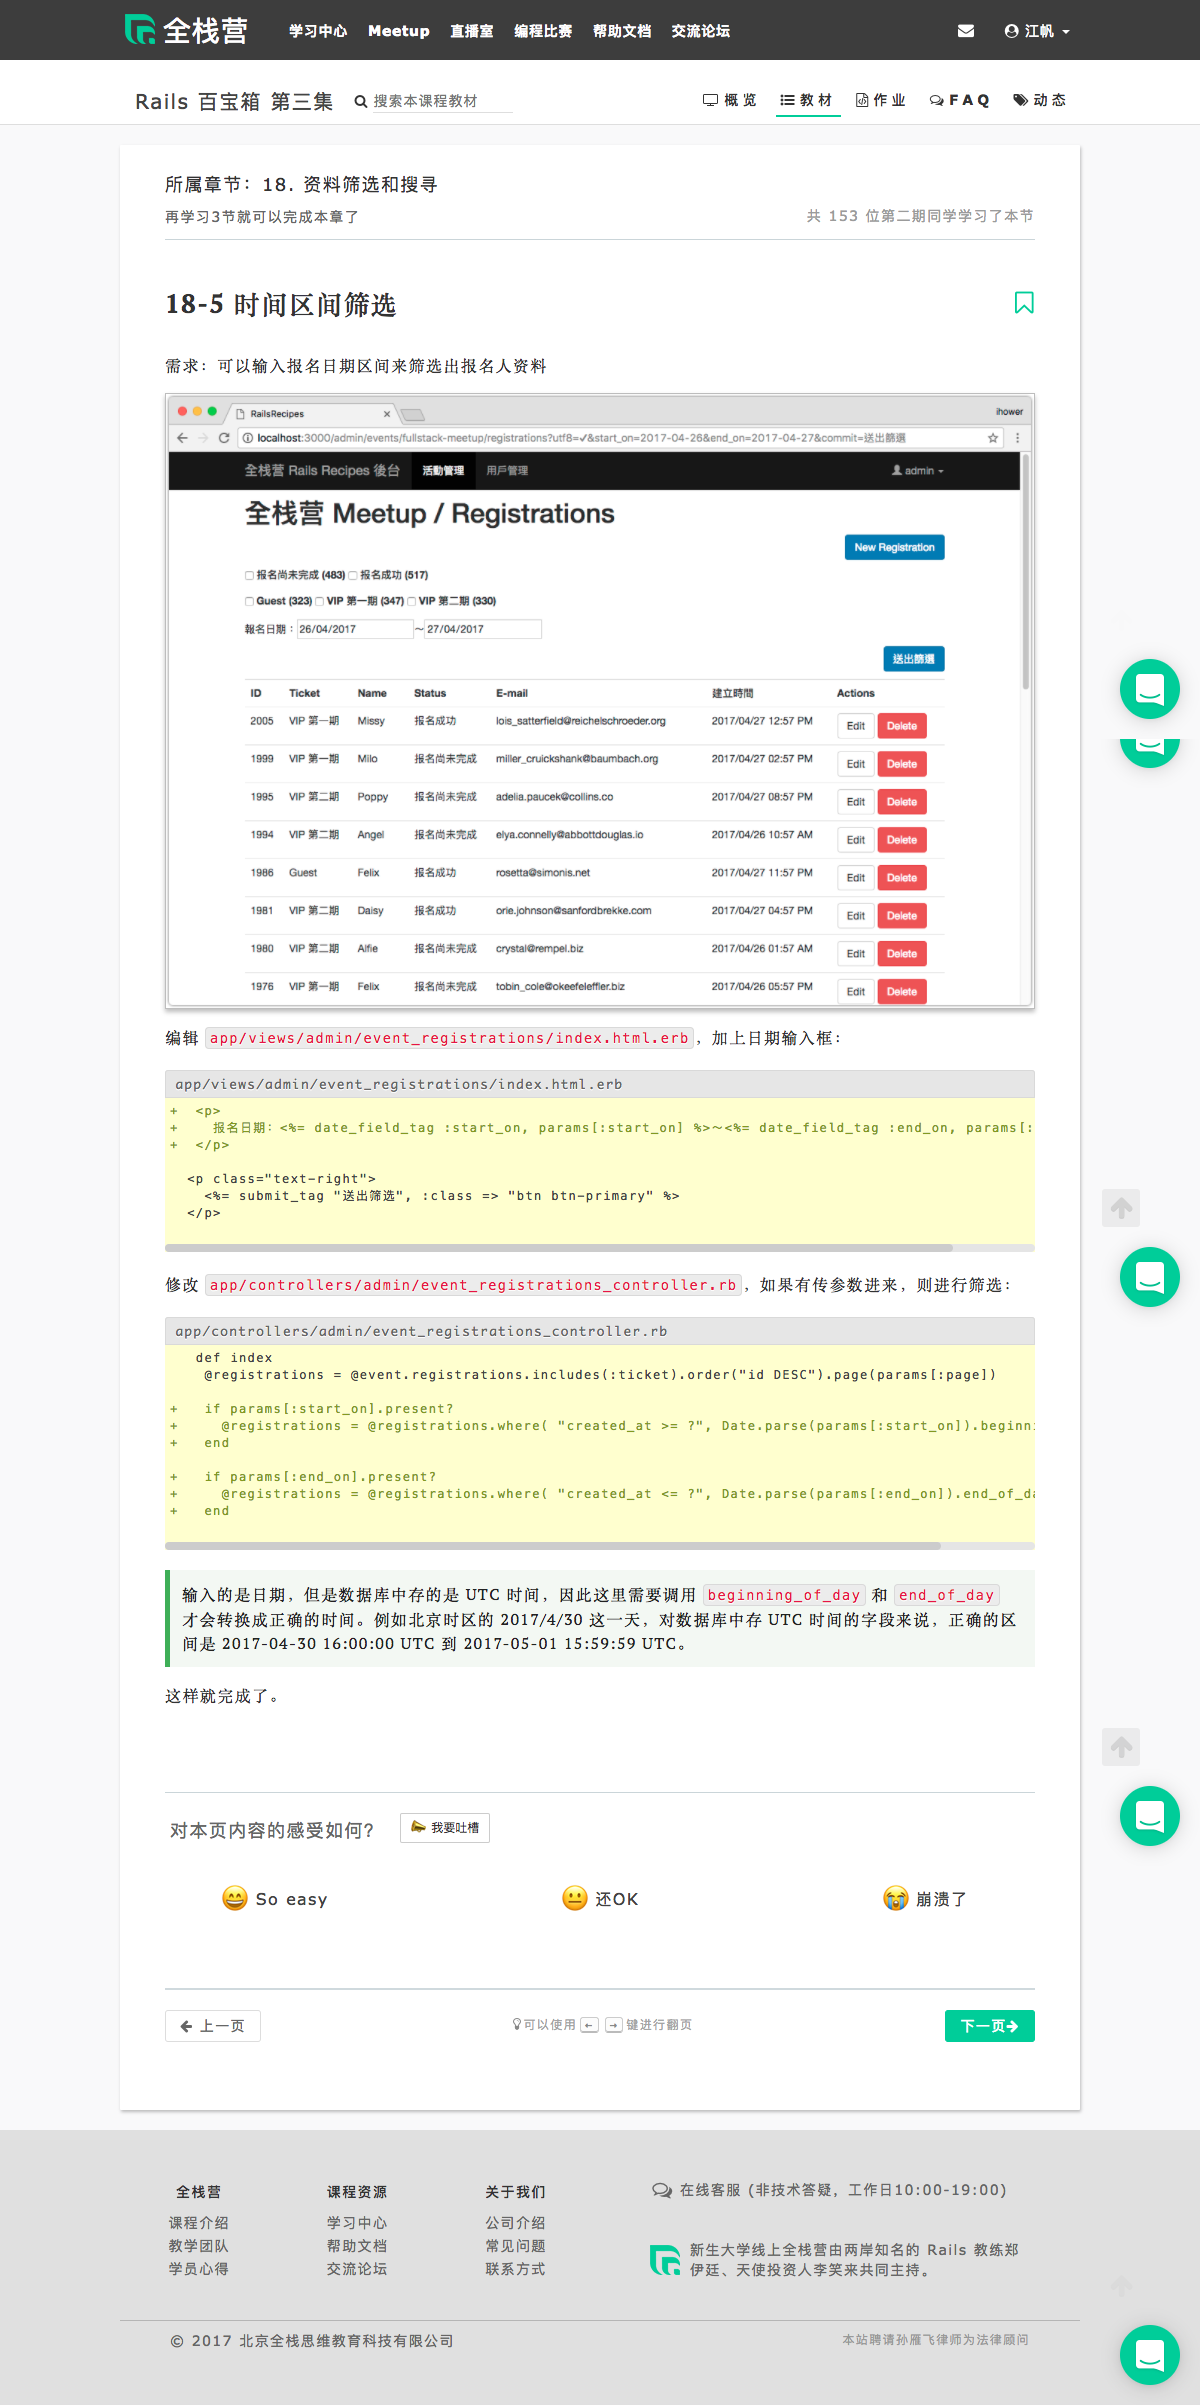 全栈营 学习中心 Meetup 直播室 编程比赛 帮助文档 交流论坛 江帆
Rails 百宝箱 第三集 搜索本课程教材 概览 教材 作业 FAQ 动态
所属章节：18. 资料筛选和搜寻
再学习3节就可以完成本章了 共 153 位第二期同学学习了本节
18-5 时间区间筛选
需求：可以输入报名日期区间来筛选出报名人资料
RailsRecipes ihower
localhost:3000/admin/events/fullstack-meetup/registrations?utf8=✓&start_on=2017-04-26&end_on=2017-04-27&commit=送出篩選
全栈营 Rails Recipes 後台 活動管理 用戶管理 admin
全栈营 Meetup / Registrations
New Registration
报名尚未完成 (483) 报名成功 (517)
Guest (323) VIP 第一期 (347) VIP 第二期 (330)
報名日期：26/04/2017 ～ 27/04/2017
送出篩選
ID Ticket Name Status E-mail 建立時間 Actions
2005 VIP 第一期 Missy 报名成功 lois_satterfield@reichelschroeder.org 2017/04/27 12:57 PM Edit Delete
1999 VIP 第一期 Milo 报名尚未完成 miller_cruickshank@baumbach.org 2017/04/27 02:57 PM Edit Delete
1995 VIP 第二期 Poppy 报名尚未完成 adelia.paucek@collins.co 2017/04/27 08:57 PM Edit Delete
1994 VIP 第二期 Angel 报名尚未完成 elya.connelly@abbottdouglas.io 2017/04/26 10:57 AM Edit Delete
1986 Guest Felix 报名成功 rosetta@simonis.net 2017/04/27 11:57 PM Edit Delete
1981 VIP 第二期 Daisy 报名成功 orie.johnson@sanfordbrekke.com 2017/04/27 04:57 PM Edit Delete
1980 VIP 第二期 Alfie 报名尚未完成 crystal@rempel.biz 2017/04/26 01:57 AM Edit Delete
1976 VIP 第一期 Felix 报名尚未完成 tobin_cole@okeefeleffler.biz 2017/04/26 05:57 PM Edit Delete
编辑 app/views/admin/event_registrations/index.html.erb，加上日期输入框：
app/views/admin/event_registrations/index.html.erb
+ <p>
+ 报名日期：<%= date_field_tag :start_on, params[:start_on] %>～<%= date_field_tag :end_on, params[:
+ </p>
<p class="text-right">
<%= submit_tag "送出筛选", :class => "btn btn-primary" %>
</p>
修改 app/controllers/admin/event_registrations_controller.rb，如果有传参数进来，则进行筛选：
app/controllers/admin/event_registrations_controller.rb
def index
@registrations = @event.registrations.includes(:ticket).order("id DESC").page(params[:page])
+ if params[:start_on].present?
+ @registrations = @registrations.where( "created_at >= ?", Date.parse(params[:start_on]).beginni
+ end
+ if params[:end_on].present?
+ @registrations = @registrations.where( "created_at <= ?", Date.parse(params[:end_on]).end_of_da
+ end
输入的是日期，但是数据库中存的是 UTC 时间，因此这里需要调用 beginning_of_day 和 end_of_day
才会转换成正确的时间。例如北京时区的 2017/4/30 这一天，对数据库中存 UTC 时间的字段来说，正确的区
间是 2017-04-30 16:00:00 UTC 到 2017-05-01 15:59:59 UTC。
这样就完成了。
对本页内容的感受如何? 我要吐槽
So easy 还OK 崩溃了
上一页 可以使用 ← → 键进行翻页 下一页
全栈营 课程资源 关于我们 在线客服 (非技术答疑，工作日10:00-19:00)
课程介绍 学习中心 公司介绍
教学团队 帮助文档 常见问题 新生大学线上全栈营由两岸知名的 Rails 教练郑
学员心得 交流论坛 联系方式 伊廷、天使投资人李笑来共同主持。
© 2017 北京全栈思维教育科技有限公司 本站聘请孙雁飞律师为法律顾问